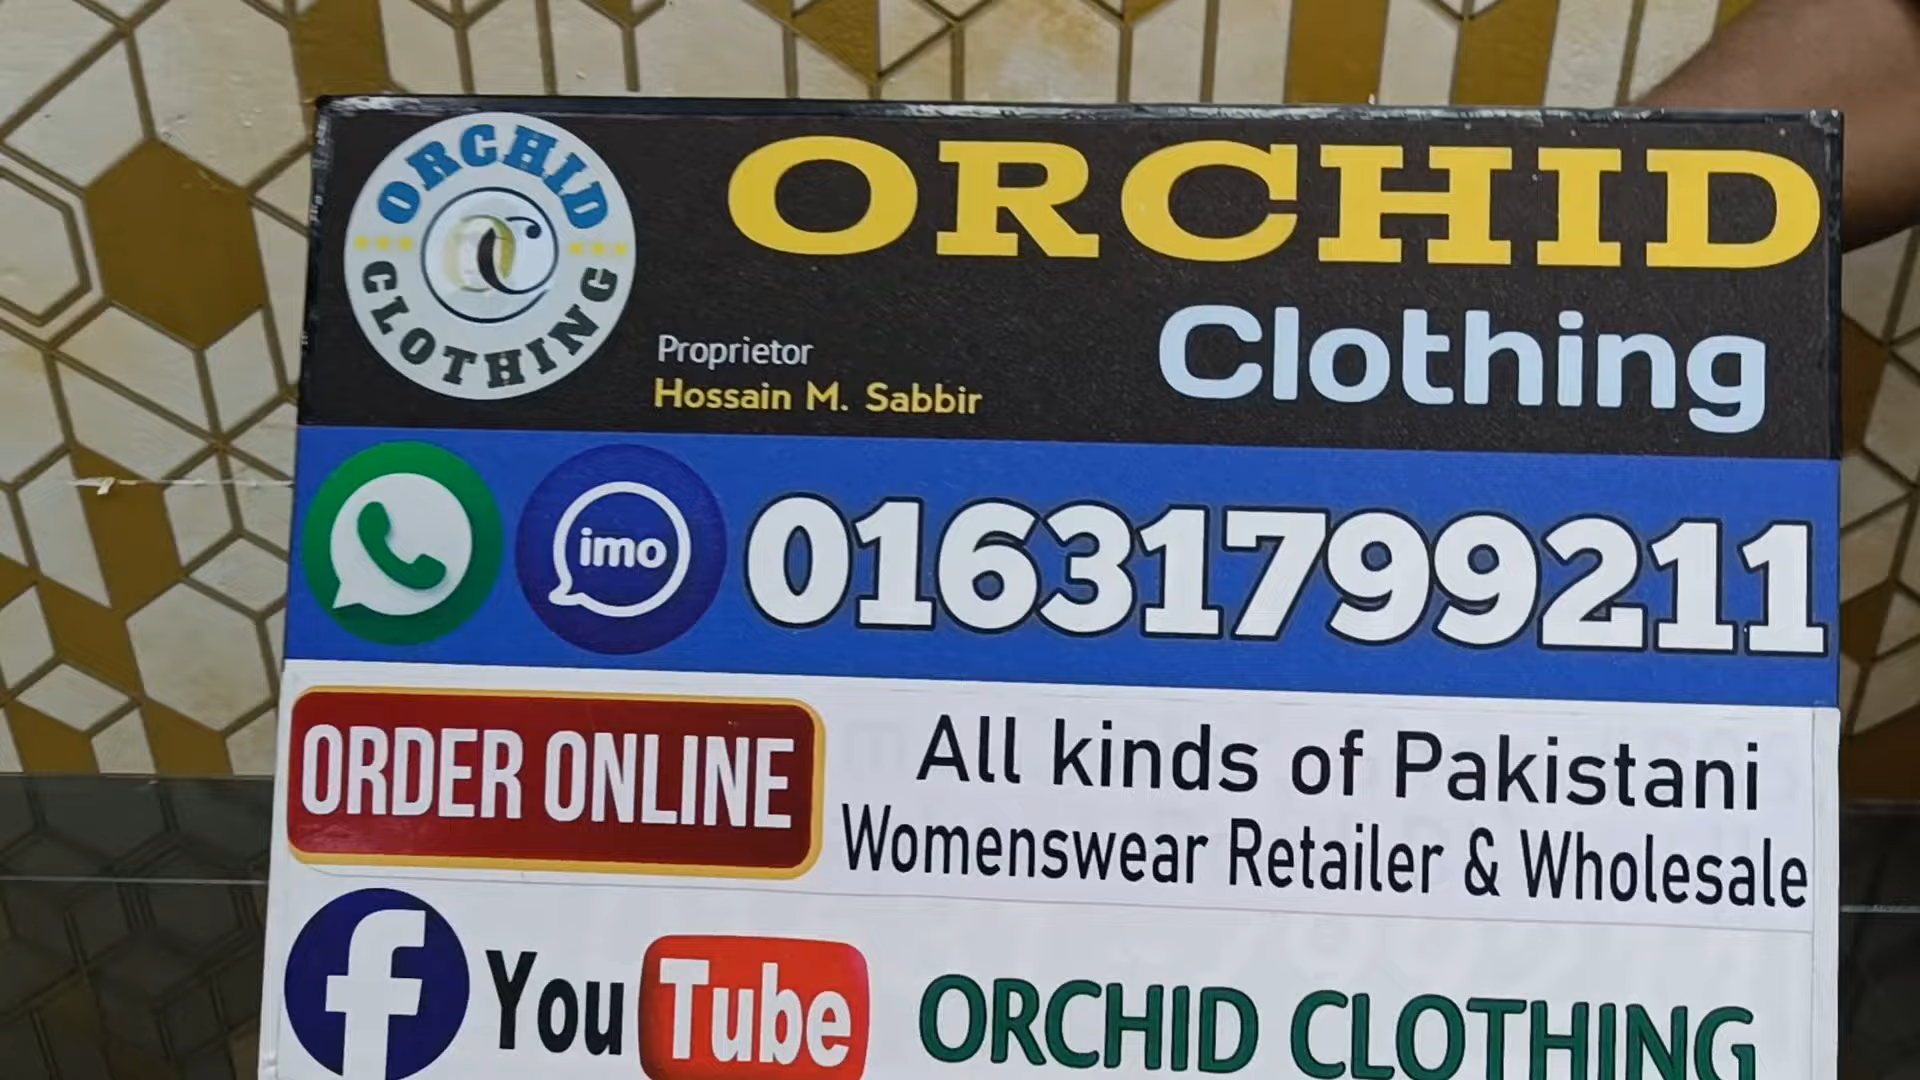 ORCHID
CLOTHING
ORCHID
Clothing
Proprietor
Hossain M. Sabbir
imo
01631799211
ORDER ONLINE
All kinds of Pakistani
Womenswear Retailer & Wholesale
f
YouTube
ORCHID CLOTHING